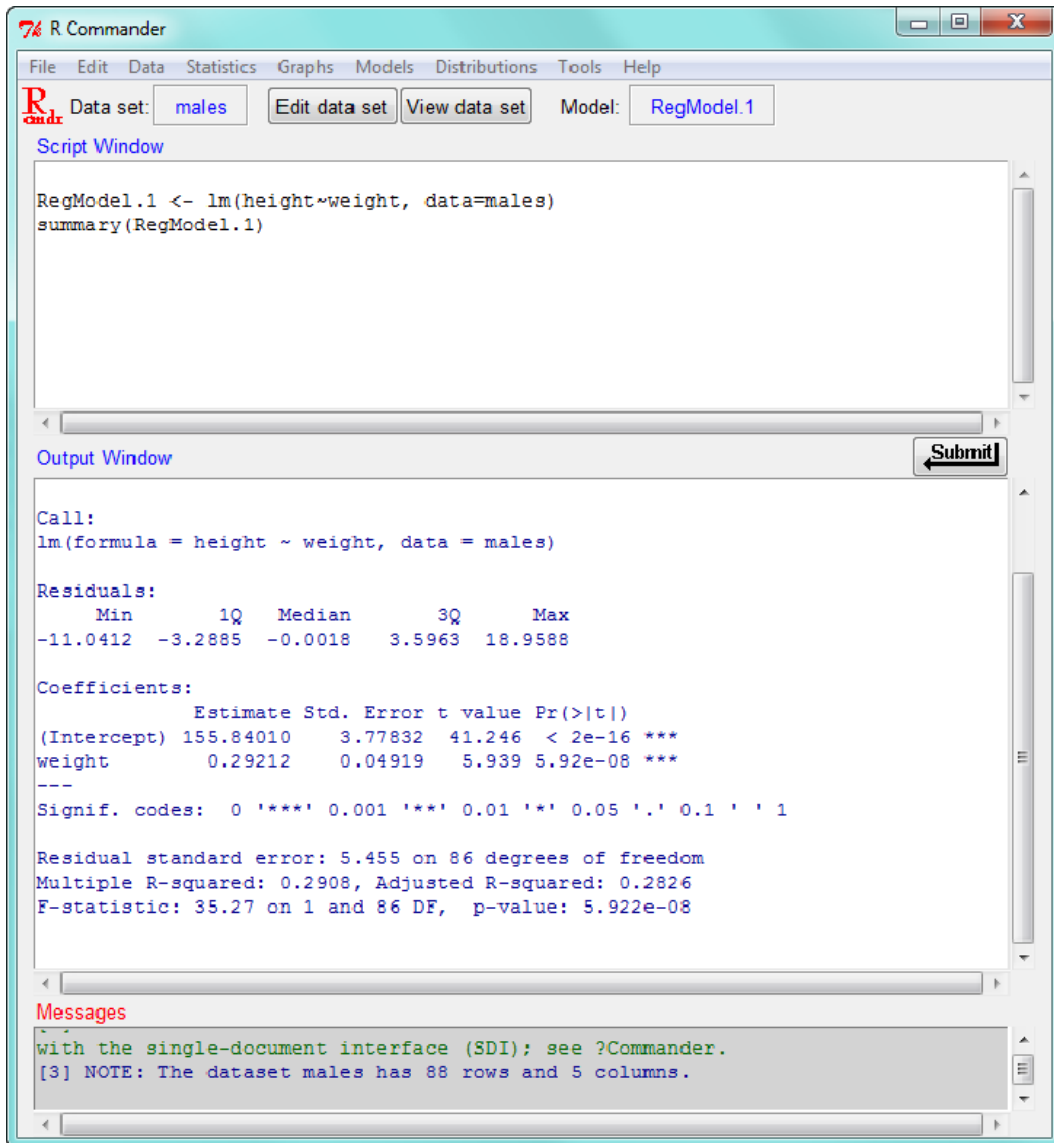 R Commander
File Edit Data Statistics Graphs Models Distributions Tools Help
R cmdr Data set: males Edit data set View data set Model: RegModel.1
Script Window
RegModel.1 <- lm(height~weight, data=males)
summary(RegModel.1)
Output Window
Submit
Call:
lm(formula = height ~ weight, data = males)
Residuals:
Min 1Q Median 3Q Max
-11.0412 -3.2885 -0.0018 3.5963 18.9588
Coefficients:
Estimate Std. Error t value Pr(>|t|)
(Intercept) 155.84010 3.77832 41.246 < 2e-16 ***
weight 0.29212 0.04919 5.939 5.92e-08 ***
---
Signif. codes: 0 '***' 0.001 '**' 0.01 '*' 0.05 '.' 0.1 ' ' 1
Residual standard error: 5.455 on 86 degrees of freedom
Multiple R-squared: 0.2908, Adjusted R-squared: 0.2826
F-statistic: 35.27 on 1 and 86 DF, p-value: 5.922e-08
Messages
with the single-document interface (SDI); see ?Commander.
[3] NOTE: The dataset males has 88 rows and 5 columns.